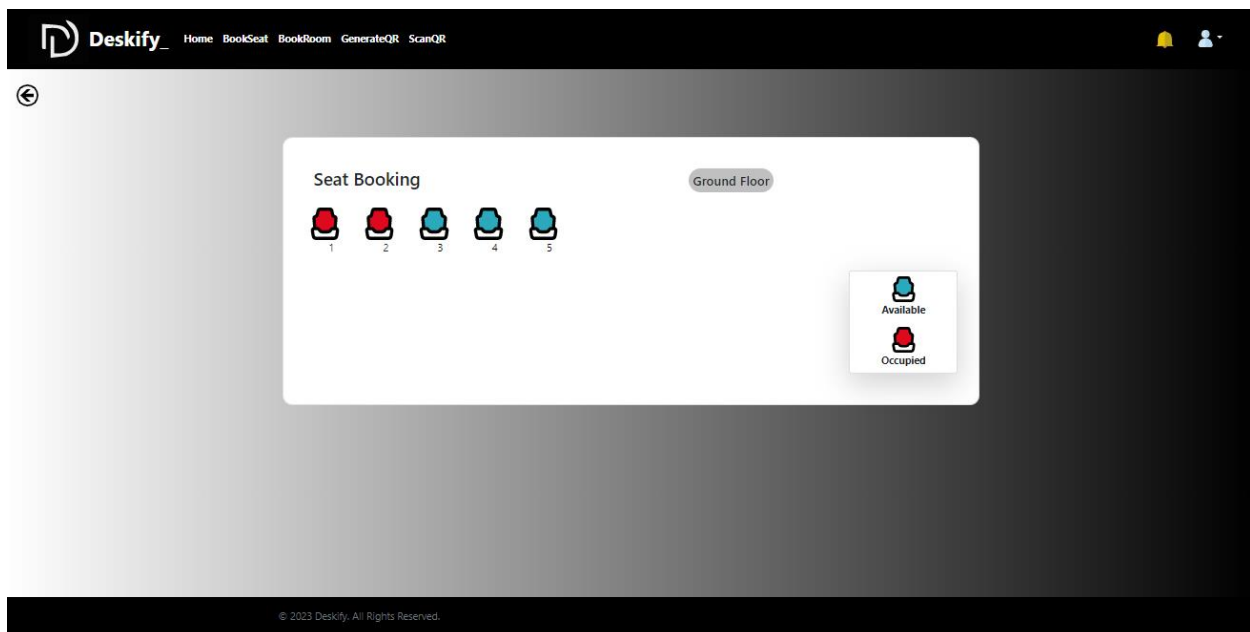 Deskify_ Home BookSeat BookRoom GenerateQR ScanQR
Seat Booking
Ground Floor
1 2 3 4 5
Available
Occupied
© 2023 Deskify. All Rights Reserved.